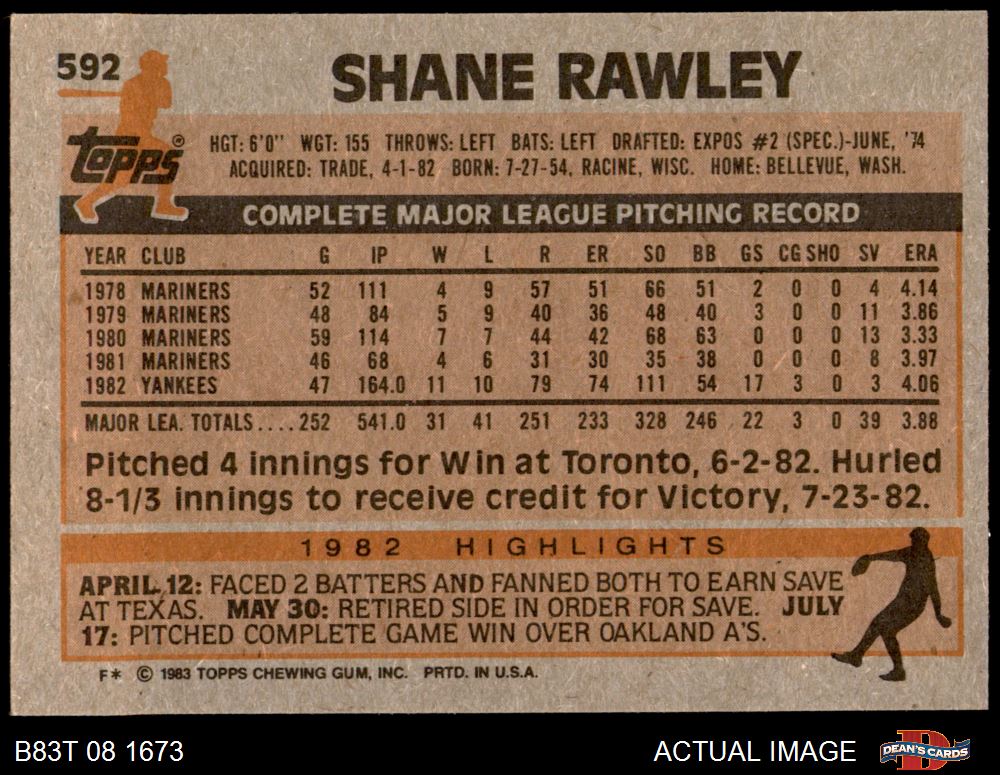 592
SHANE RAWLEY
Topps®
HGT: 6'0" WGT: 155 THROWS: LEFT BATS: LEFT DRAFTED: EXPOS #2 (SPEC.)-JUNE, '74
ACQUIRED: TRADE, 4-1-82 BORN: 7-27-54, RACINE, WISC. HOME: BELLEVUE, WASH.
COMPLETE MAJOR LEAGUE PITCHING RECORD
YEAR CLUB G IP W L R ER SO BB GS CG SHO SV ERA
1978 MARINERS 52 111 4 9 57 51 66 51 2 0 0 4 4.14
1979 MARINERS 48 84 5 9 40 36 48 40 3 0 0 11 3.86
1980 MARINERS 59 114 7 7 44 42 68 63 0 0 0 13 3.33
1981 MARINERS 46 68 4 6 31 30 35 38 0 0 0 8 3.97
1982 YANKEES 47 164.0 11 10 79 74 111 54 17 3 0 3 4.06
MAJOR LEA. TOTALS....252 541.0 31 41 251 233 328 246 22 3 0 39 3.88
Pitched 4 innings for Win at Toronto, 6-2-82. Hurled
8-1/3 innings to receive credit for Victory, 7-23-82.
1982 HIGHLIGHTS
APRIL 12: FACED 2 BATTERS AND FANNED BOTH TO EARN SAVE
AT TEXAS. MAY 30: RETIRED SIDE IN ORDER FOR SAVE. JULY
17: PITCHED COMPLETE GAME WIN OVER OAKLAND A'S.
F* © 1983 TOPPS CHEWING GUM, INC. PRTD. IN U.S.A.
B83T 08 1673 ACTUAL IMAGE D DEAN'S CARDS